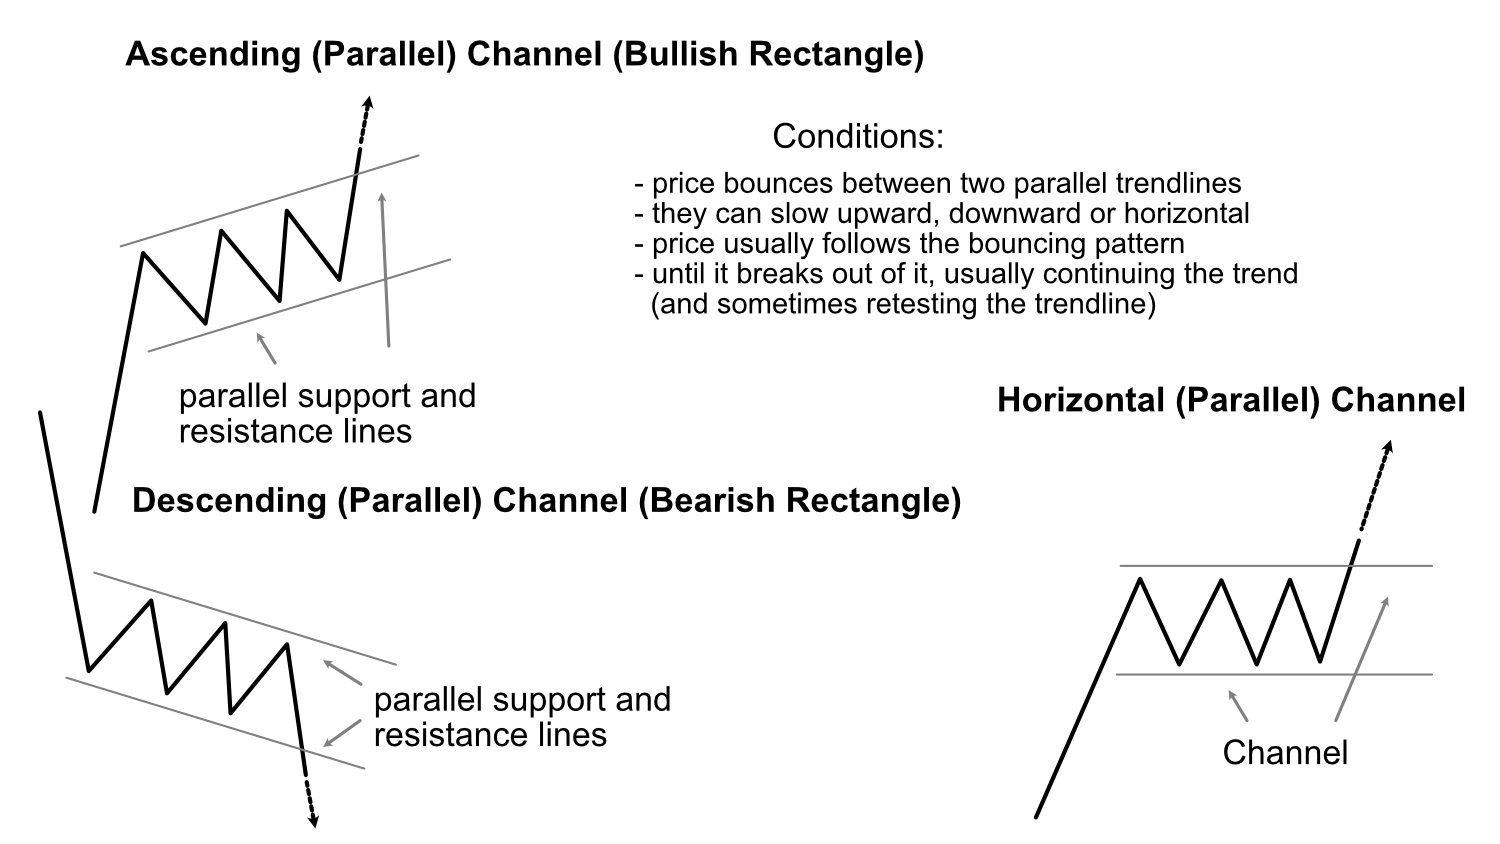 Ascending (Parallel) Channel (Bullish Rectangle)
Conditions:
- price bounces between two parallel trendlines
- they can slow upward, downward or horizontal
- price usually follows the bouncing pattern
- until it breaks out of it, usually continuing the trend
(and sometimes retesting the trendline)
parallel support and
resistance lines
Horizontal (Parallel) Channel
Descending (Parallel) Channel (Bearish Rectangle)
parallel support and
resistance lines
Channel